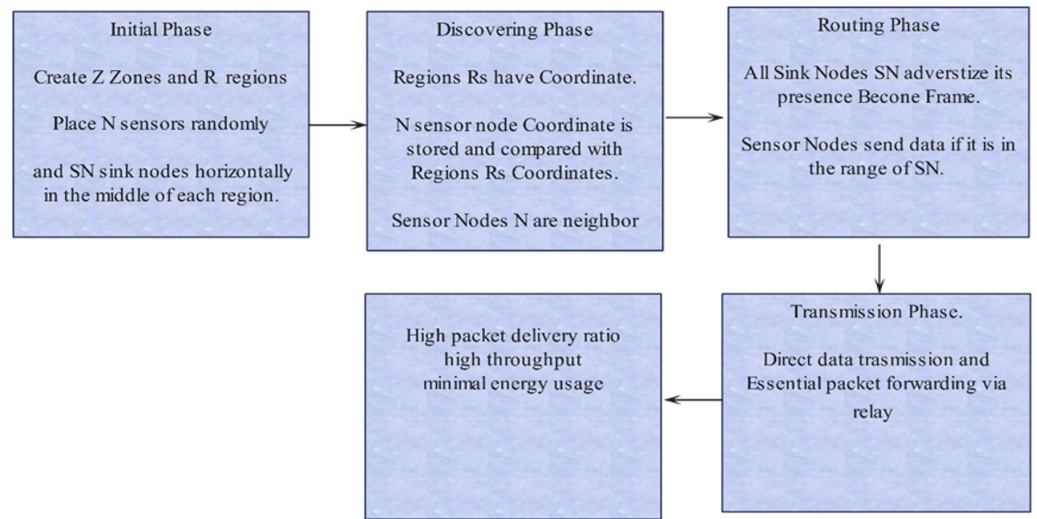 Initial Phase
Create Z Zones and R regions
Place N sensors randomly
and SN sink nodes horizontally
in the middle of each region.
Discovering Phase
Regions Rs have Coordinate.
N sensor node Coordinate is
stored and compared with
Regions Rs Coordinates.
Sensor Nodes N are neighbor
Routing Phase
All Sink Nodes SN adverstize its
presence Becone Frame.
Sensor Nodes send data if it is in
the range of SN.
Transmission Phase.
Direct data trasmission and
Essential packet forwarding via
relay
High packet delivery ratio
high throughput
minimal energy usage